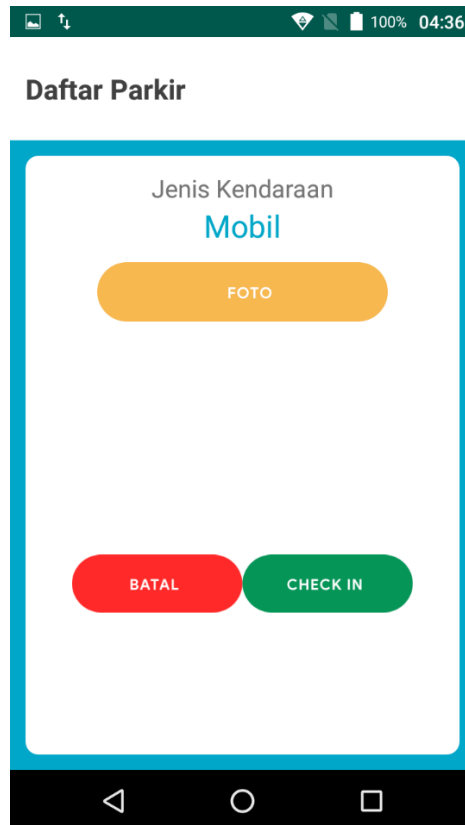 100% 04:36
Daftar Parkir
Jenis Kendaraan
Mobil
FOTO
BATAL CHECK IN